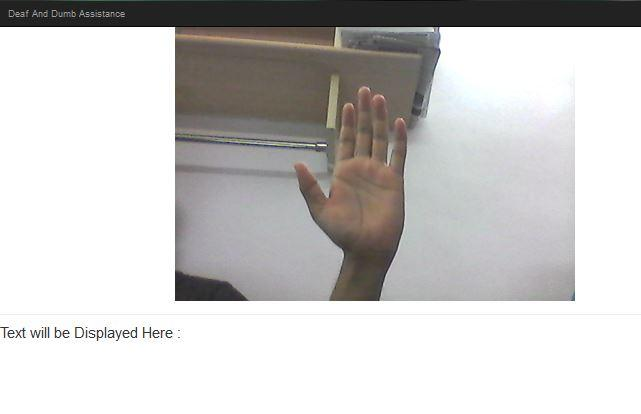 Deaf And Dumb Assistance
Text will be Displayed Here :